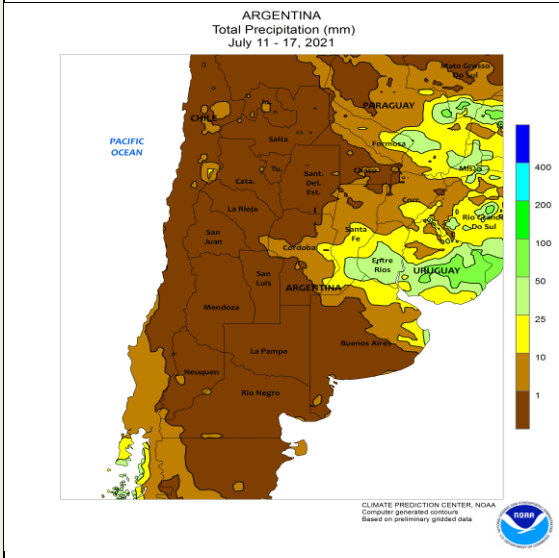 ARGENTINA
Total Precipitation (mm)
July 11 - 17, 2021
Mato Grosso
Do Sul
CHILE
Ju.
PARAGUAY
PACIFIC
OCEAN
Salta
Formosa
Tu.
Sant.
Del.
Est.
Chaco
Misio
Cata.
Corr.
La Rioja
Rio Grande
Do Sul
San
Juan
Santa
Fe
Cordoba
Entre
Rios
URUGUAY
San
Luis
ARGENTINA
Mendoza
Buenos Aires
La Pampa
Neuquen
Rio Negro
400
200
100
50
25
10
1
CLIMATE PREDICTION CENTER, NOAA
Computer generated contours
Based on preliminary gridded data
NOAA